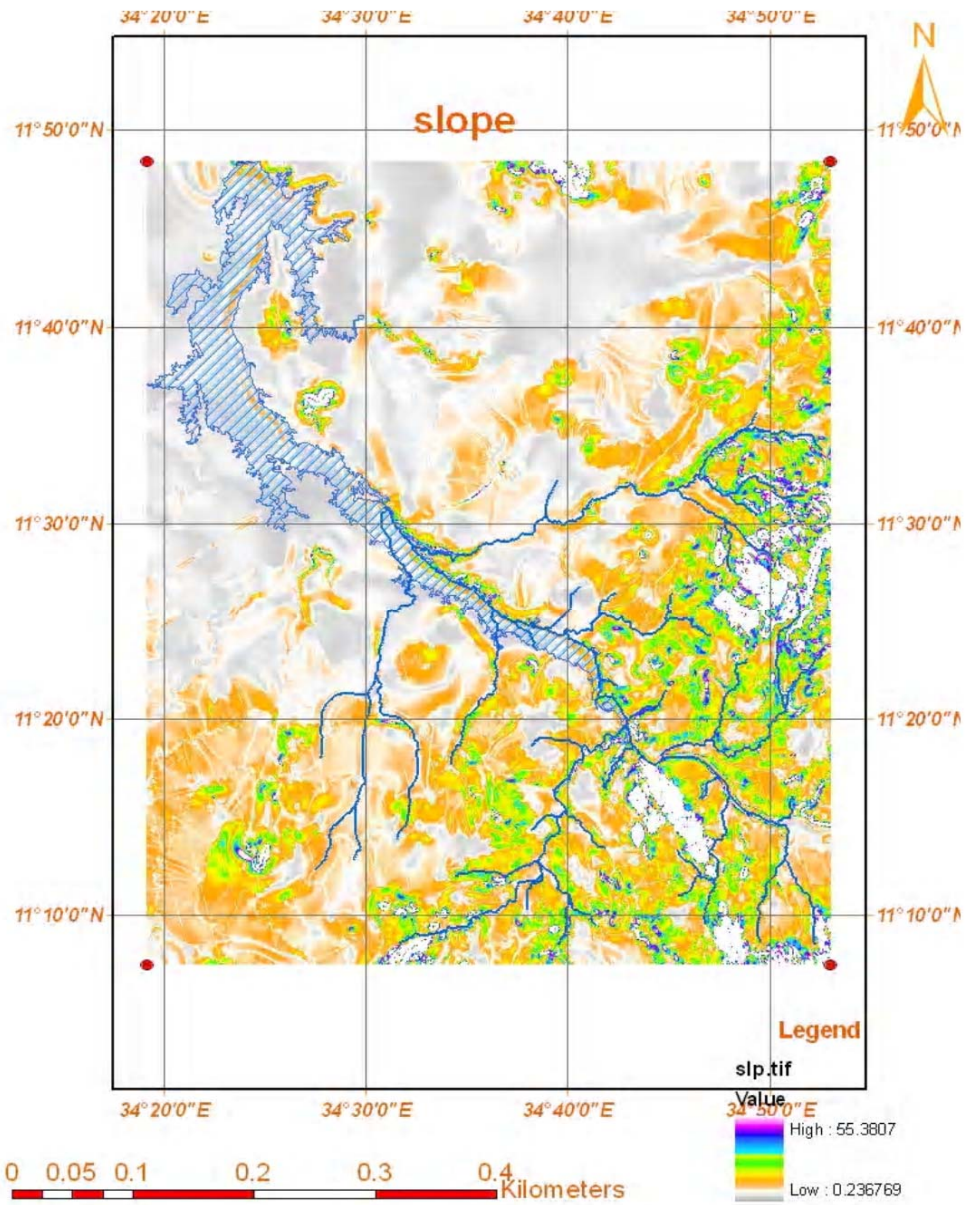 34°20'0"E 34°30'0"E 34°40'0"E 34°50'0"E
N
11°50'0"N 11°50'0"N
slope
11°40'0"N 11°40'0"N
11°30'0"N 11°30'0"N
11°20'0"N 11°20'0"N
11°10'0"N 11°10'0"N
Legend
slp.tif
Value
34°20'0"E 34°30'0"E 34°40'0"E 34°50'0"E
High : 55.3807
Low : 0.236769
0 0.05 0.1 0.2 0.3 0.4
Kilometers